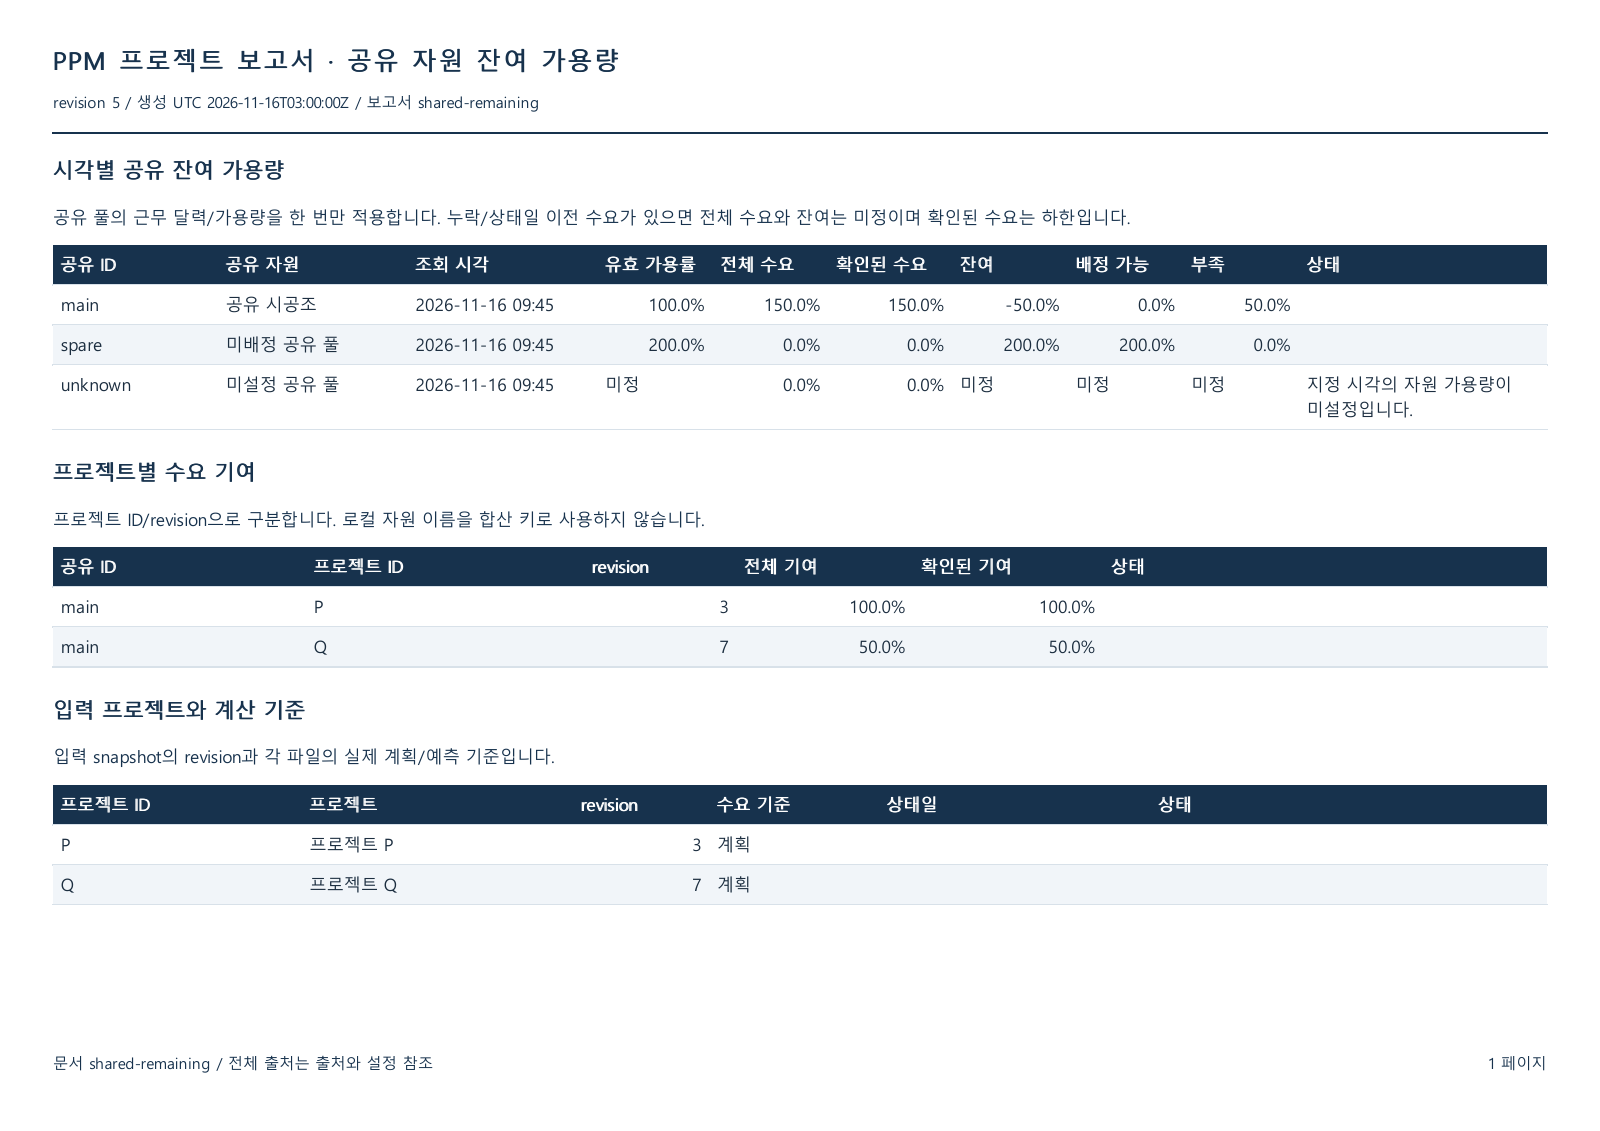 PPM 프로젝트 보고서 · 공유 자원 잔여 가용량
revision 5 / 생성 UTC 2026-11-16T03:00:00Z / 보고서 shared-remaining
시각별 공유 잔여 가용량
공유 풀의 근무 달력/가용량을 한 번만 적용합니다. 누락/상태일 이전 수요가 있으면 전체 수요와 잔여는 미정이며 확인된 수요는 하한입니다.
공유 ID 공유 자원 조회 시각 유효 가용률 전체 수요 확인된 수요 잔여 배정 가능 부족 상태
main 공유 시공조 2026-11-16 09:45 100.0% 150.0% 150.0% -50.0% 0.0% 50.0%
spare 미배정 공유 풀 2026-11-16 09:45 200.0% 0.0% 0.0% 200.0% 200.0% 0.0%
unknown 미설정 공유 풀 2026-11-16 09:45 미정 0.0% 0.0% 미정 미정 미정 지정 시각의 자원 가용량이
미설정입니다.
프로젝트별 수요 기여
프로젝트 ID/revision으로 구분합니다. 로컬 자원 이름을 합산 키로 사용하지 않습니다.
공유 ID 프로젝트 ID revision 전체 기여 확인된 기여 상태
main P 3 100.0% 100.0%
main Q 7 50.0% 50.0%
입력 프로젝트와 계산 기준
입력 snapshot의 revision과 각 파일의 실제 계획/예측 기준입니다.
프로젝트 ID 프로젝트 revision 수요 기준 상태일 상태
P 프로젝트 P 3 계획
Q 프로젝트 Q 7 계획
문서 shared-remaining / 전체 출처는 출처와 설정 참조 1 페이지